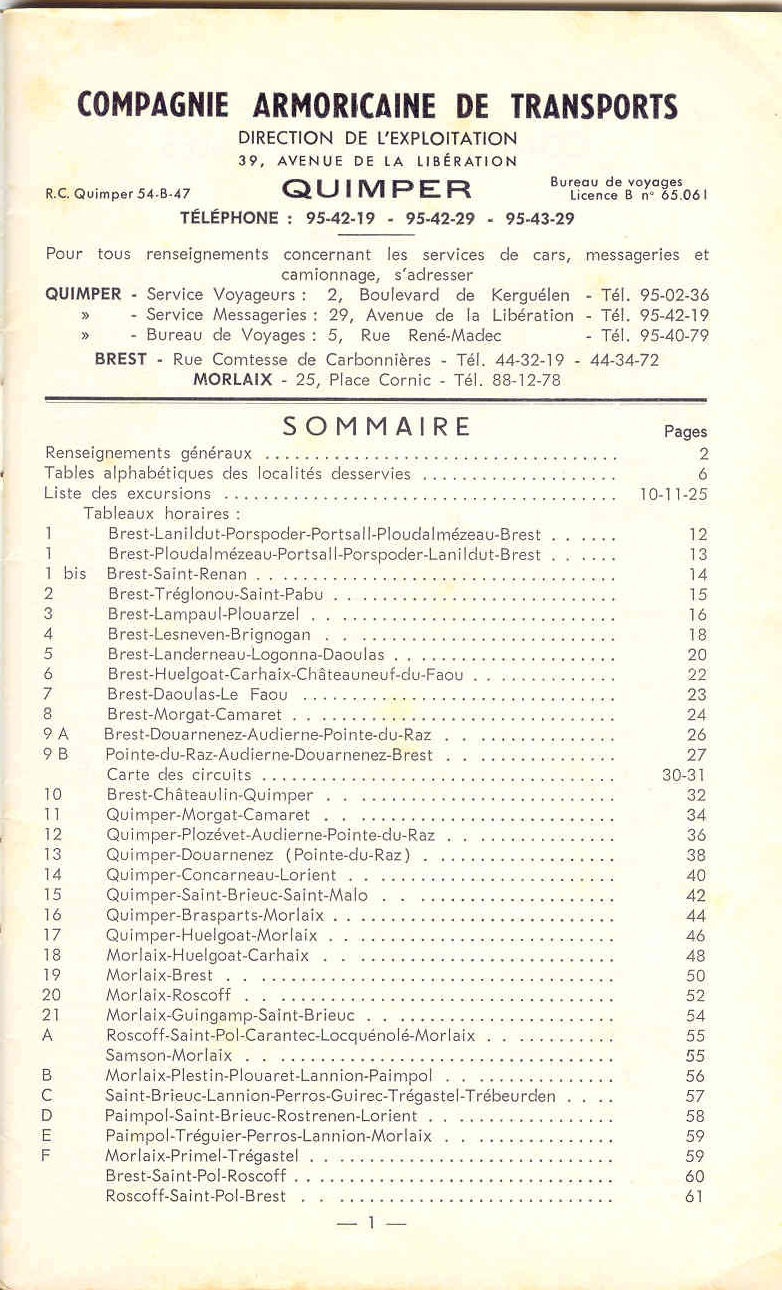 COMPAGNIE ARMORICAINE DE TRANSPORTS
DIRECTION DE L'EXPLOITATION
39, AVENUE DE LA LIBÉRATION
R.C. Quimper 54-B-47 QUIMPER Bureau de voyages
Licence B n° 65.061
TÉLÉPHONE : 95-42-19 - 95-42-29 - 95-43-29
Pour tous renseignements concernant les services de cars, messageries et
camionnage, s'adresser
QUIMPER - Service Voyageurs : 2, Boulevard de Kerguélen - Tél. 95-02-36
» - Service Messageries : 29, Avenue de la Libération - Tél. 95-42-19
» - Bureau de Voyages : 5, Rue René-Madec - Tél. 95-40-79
BREST - Rue Comtesse de Carbonnières - Tél. 44-32-19 - 44-34-72
MORLAIX - 25, Place Cornic - Tél. 88-12-78
SOMMAIRE Pages
Renseignements généraux 2
Tables alphabétiques des localités desservies 6
Liste des excursions 10-11-25
Tableaux horaires :
1 Brest-Lanildut-Porspoder-Portsall-Ploudalmézeau-Brest 12
1 Brest-Ploudalmézeau-Portsall-Porspoder-Lanildut-Brest 13
1 bis Brest-Saint-Renan 14
2 Brest-Tréglonou-Saint-Pabu 15
3 Brest-Lampaul-Plouarzel 16
4 Brest-Lesneven-Brignogan 18
5 Brest-Landerneau-Logonna-Daoulas 20
6 Brest-Huelgoat-Carhaix-Châteauneuf-du-Faou 22
7 Brest-Daoulas-Le Faou 23
8 Brest-Morgat-Camaret 24
9 A Brest-Douarnenez-Audierne-Pointe-du-Raz 26
9 B Pointe-du-Raz-Audierne-Douarnenez-Brest 27
Carte des circuits 30-31
10 Brest-Châteaulin-Quimper 32
11 Quimper-Morgat-Camaret 34
12 Quimper-Plozévet-Audierne-Pointe-du-Raz 36
13 Quimper-Douarnenez (Pointe-du-Raz) 38
14 Quimper-Concarneau-Lorient 40
15 Quimper-Saint-Brieuc-Saint-Malo 42
16 Quimper-Brasparts-Morlaix 44
17 Quimper-Huelgoat-Morlaix 46
18 Morlaix-Huelgoat-Carhaix 48
19 Morlaix-Brest 50
20 Morlaix-Roscoff 52
21 Morlaix-Guingamp-Saint-Brieuc 54
A Roscoff-Saint-Pol-Carantec-Locquénolé-Morlaix 55
Samson-Morlaix 55
B Morlaix-Plestin-Plouaret-Lannion-Paimpol 56
C Saint-Brieuc-Lannion-Perros-Guirec-Trégastel-Trébeurden 57
D Paimpol-Saint-Brieuc-Rostrenen-Lorient 58
E Paimpol-Tréguier-Perros-Lannion-Morlaix 59
F Morlaix-Primel-Trégastel 59
Brest-Saint-Pol-Roscoff 60
Roscoff-Saint-Pol-Brest 61
— 1 —